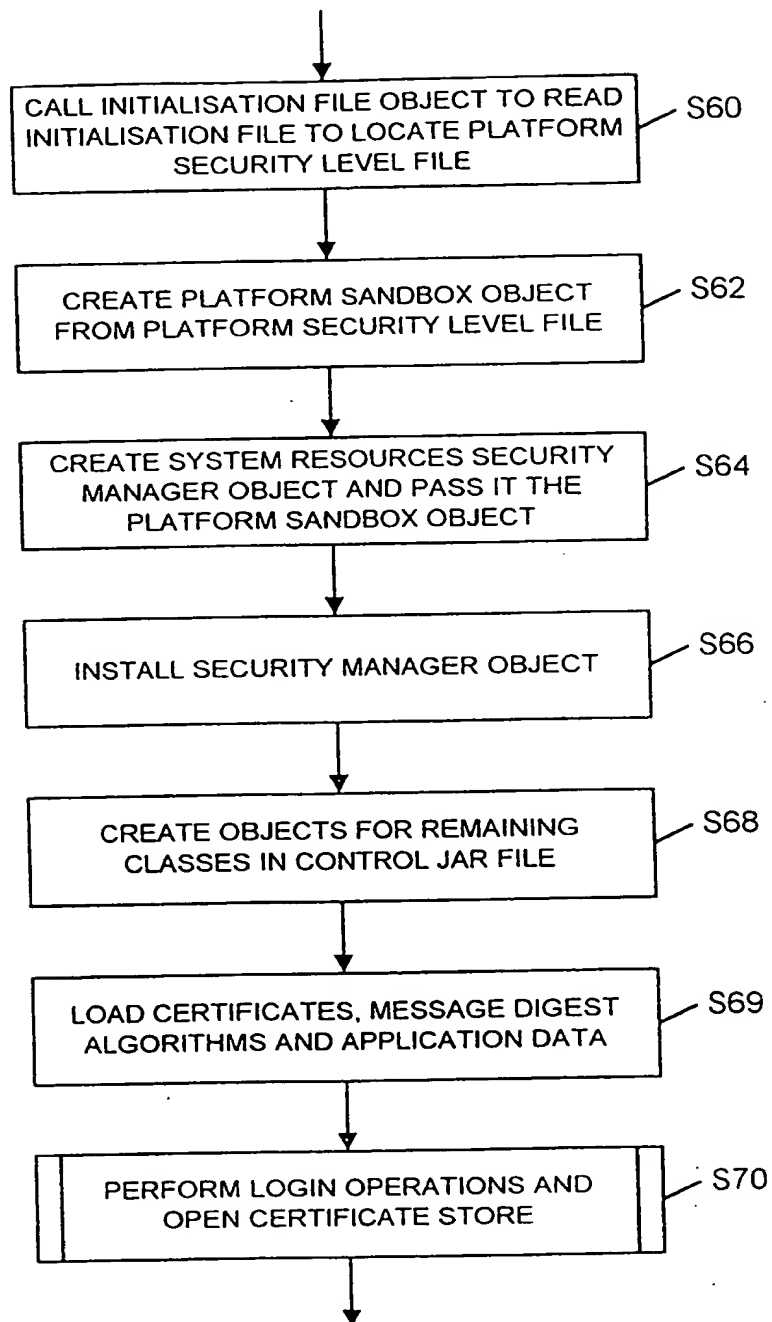 CALL INITIALISATION FILE OBJECT TO READ
INITIALISATION FILE TO LOCATE PLATFORM
SECURITY LEVEL FILE
S60
CREATE PLATFORM SANDBOX OBJECT
FROM PLATFORM SECURITY LEVEL FILE
S62
CREATE SYSTEM RESOURCES SECURITY
MANAGER OBJECT AND PASS IT THE
PLATFORM SANDBOX OBJECT
S64
INSTALL SECURITY MANAGER OBJECT
S66
CREATE OBJECTS FOR REMAINING
CLASSES IN CONTROL JAR FILE
S68
LOAD CERTIFICATES, MESSAGE DIGEST
ALGORITHMS AND APPLICATION DATA
S69
PERFORM LOGIN OPERATIONS AND
OPEN CERTIFICATE STORE
S70